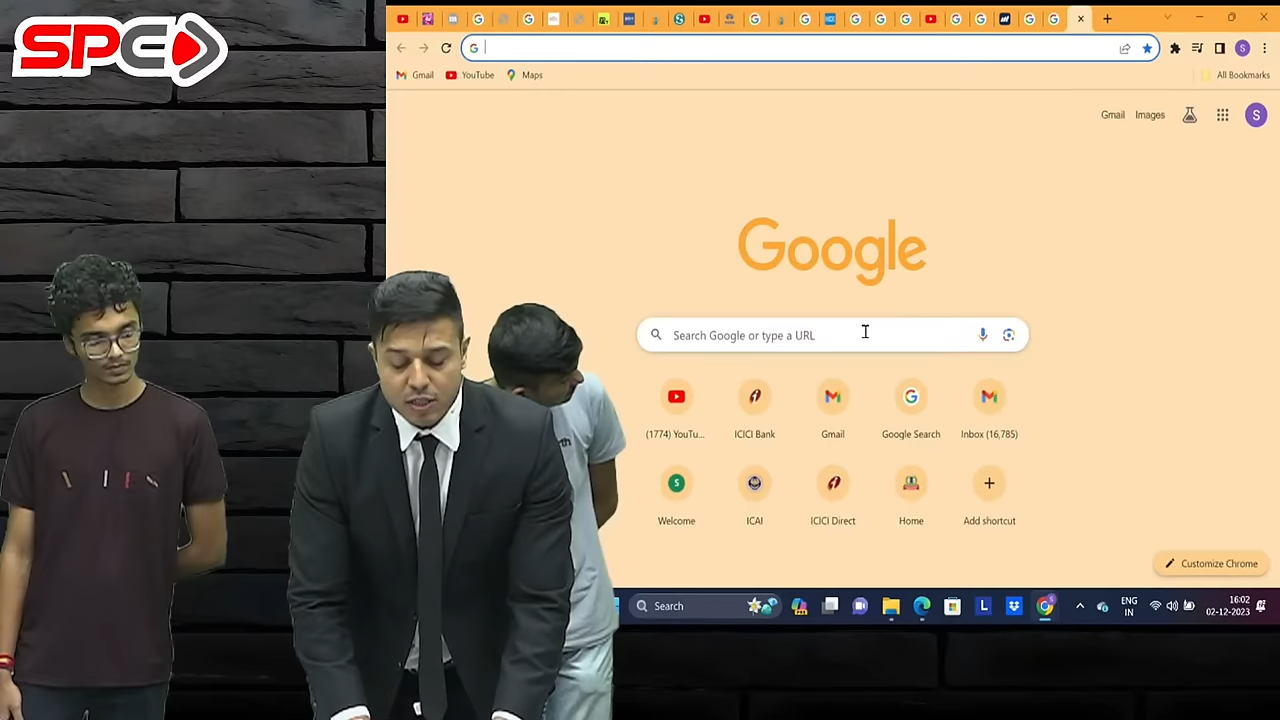 SPC
Gmail
YouTube
Maps
All Bookmarks
Gmail
Images
S
Google
Search Google or type a URL
(1774) YouTu...
ICICI Bank
Gmail
Google Search
Inbox (16,785)
S
Welcome
ICAI
ICICI Direct
Home
Add shortcut
Customize Chrome
Search
L
ENG
IN
16:02
02-12-2023